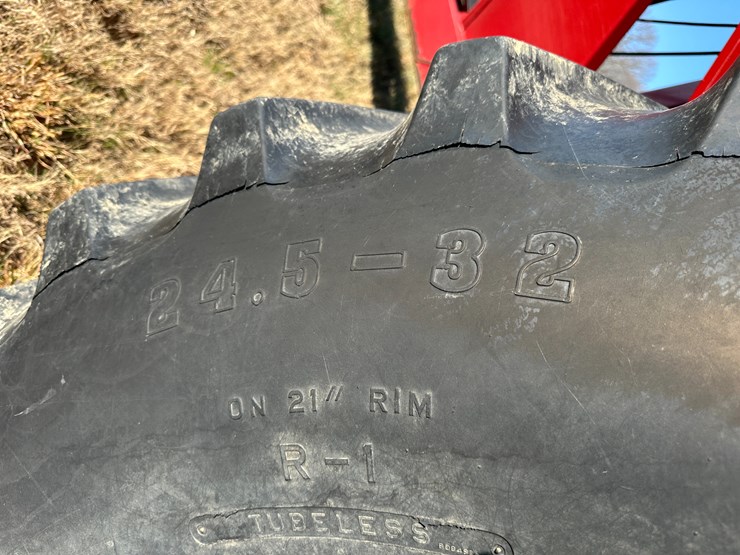 24.5-32
ON 21" RIM
R-1
TUBELESS